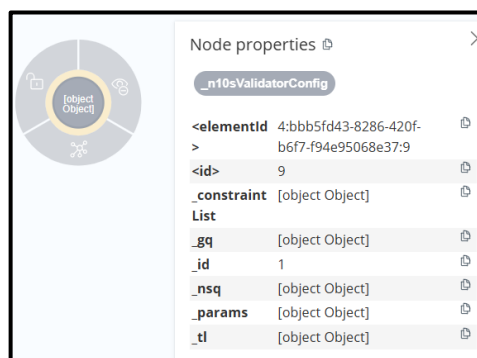 [object
Object]
Node properties
_n10sValidatorConfig
<elementId 4:bbb5fd43-8286-420f-
> b6f7-f94e95068e37:9
<id> 9
_constraint [object Object]
List
_gq [object Object]
_id 1
_nsq [object Object]
_params [object Object]
_tl [object Object]